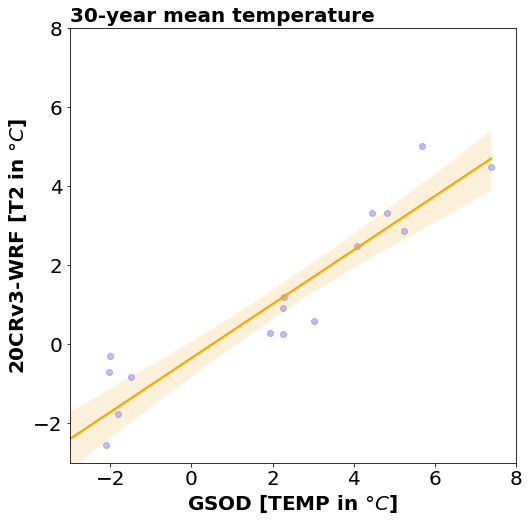 30-year mean temperature
20CRv3-WRF [T2 in °C]
8
6
4
2
0
−2
−2 0 2 4 6 8
GSOD [TEMP in °C]